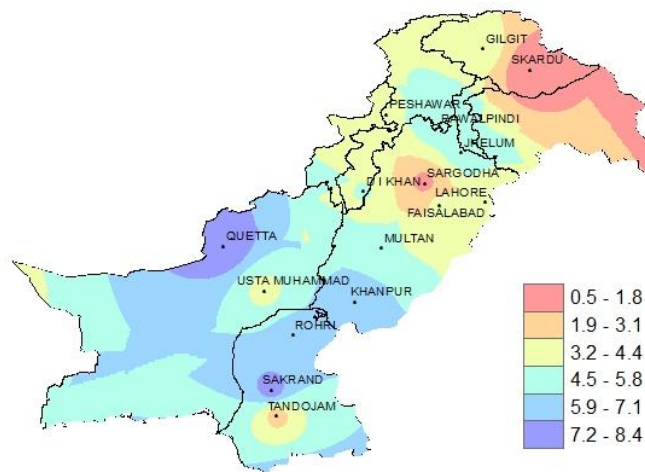 GILGIT
SKARDU
PESHAWAR
RAWALPINDI
JHELUM
D I KHAN
SARGODHA
LAHORE
FAISALABAD
QUETTA
MULTAN
USTA MUHAMMAD
KHANPUR
ROHRI
SAKRAND
TANDOJAM
0.5 - 1.8
1.9 - 3.1
3.2 - 4.4
4.5 - 5.8
5.9 - 7.1
7.2 - 8.4